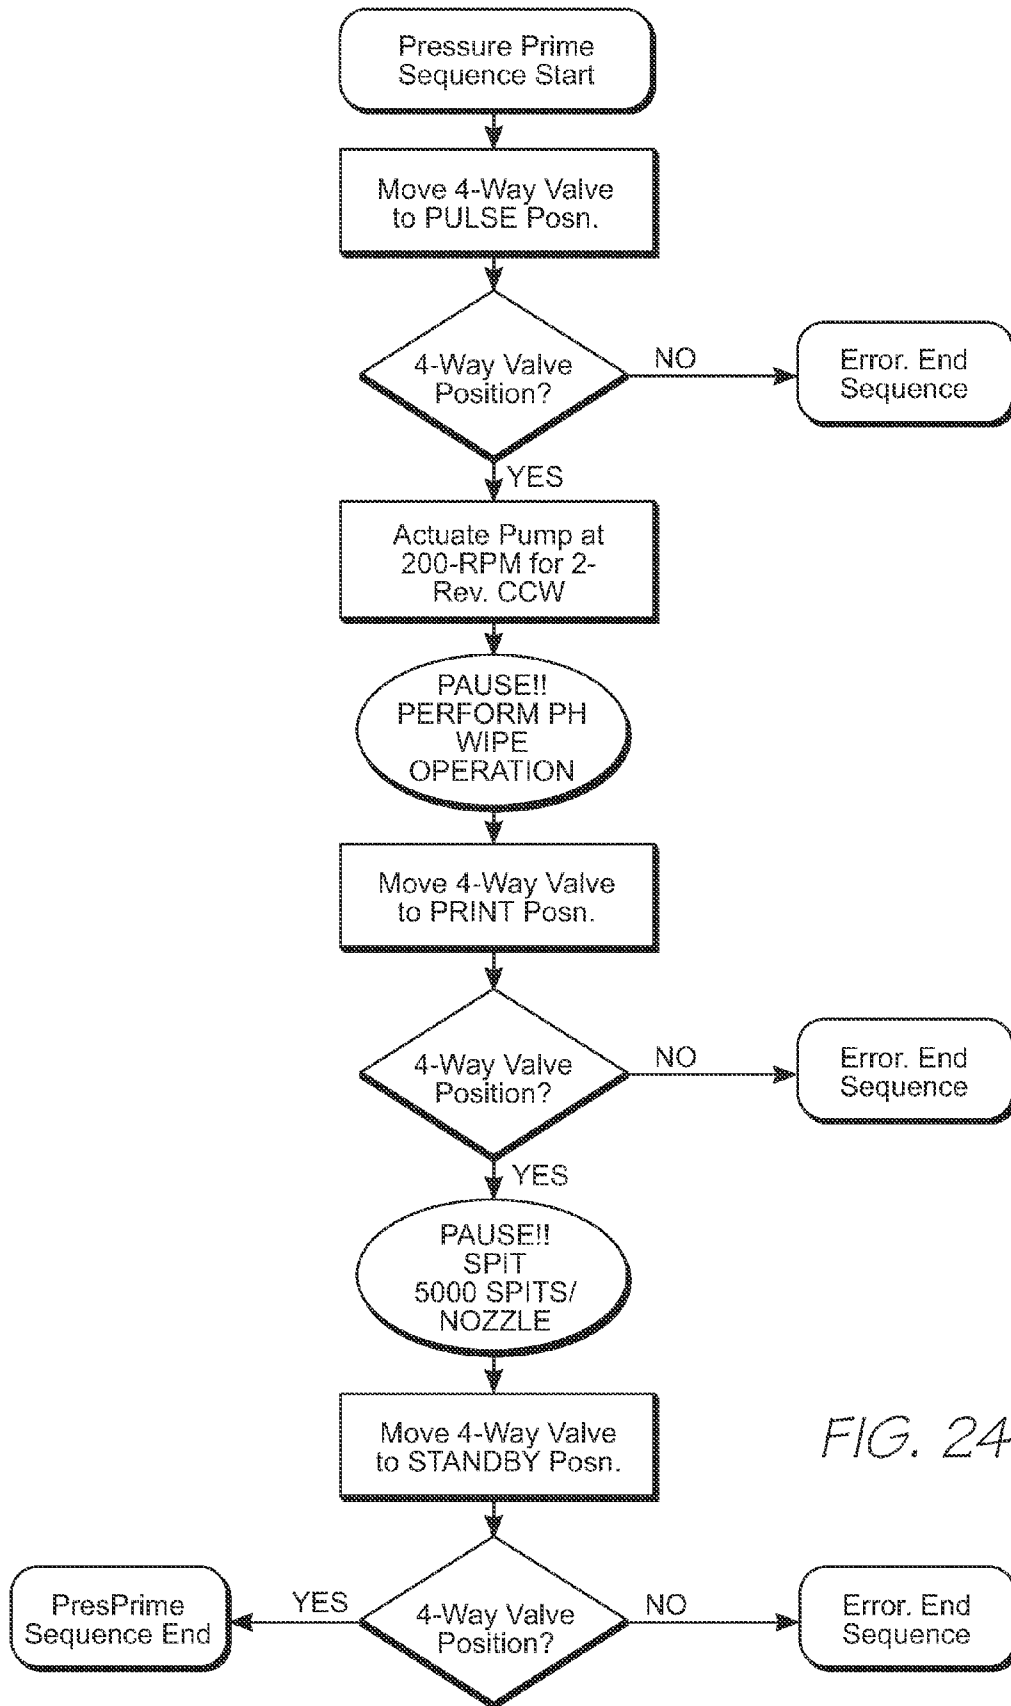 Pressure Prime
Sequence Start
Move 4-Way Valve
to PULSE Posn.
4-Way Valve
Position?
NO
Error. End
Sequence
YES
Actuate Pump at
200-RPM for 2-
Rev. CCW
PAUSE!!
PERFORM PH
WIPE
OPERATION
Move 4-Way Valve
to PRINT Posn.
4-Way Valve
Position?
NO
Error. End
Sequence
YES
PAUSE!!
SPIT
5000 SPITS/
NOZZLE
Move 4-Way Valve
to STANDBY Posn.
FIG. 24
PresPrime
Sequence End
YES
4-Way Valve
Position?
NO
Error. End
Sequence